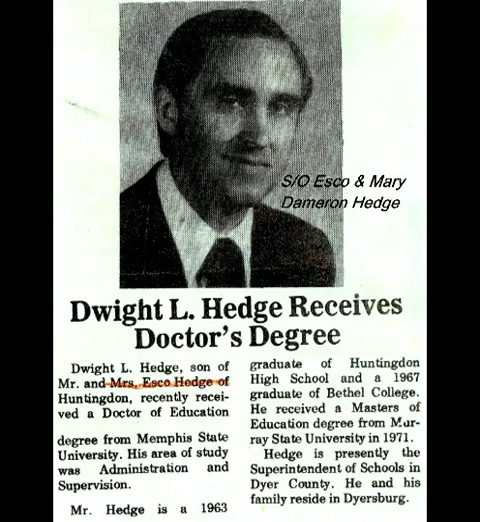 S/O Esco & Mary
Dameron Hedge
Dwight L. Hedge Receives
Doctor's Degree
Dwight L. Hedge, son of
Mr. and Mrs. Esco Hedge of
Huntingdon, recently recei-
ved a Doctor of Education
degree from Memphis State
University. His area of study
was Administration and
Supervision.
Mr. Hedge is a 1963
graduate of Huntingdon
High School and a 1967
graduate of Bethel College.
He received a Masters of
Education degree from Mur-
ray State University in 1971.
Hedge is presently the
Superintendent of Schools in
Dyer County. He and his
family reside in Dyersburg.